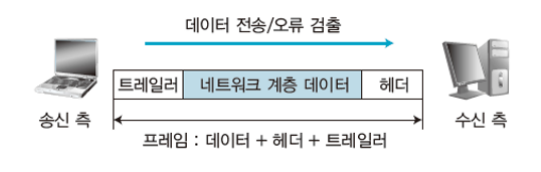 데이터 전송/오류 검출
트레일러 네트워크 계층 데이터 헤더
송신 측 수신 측
프레임 : 데이터 + 헤더 + 트레일러